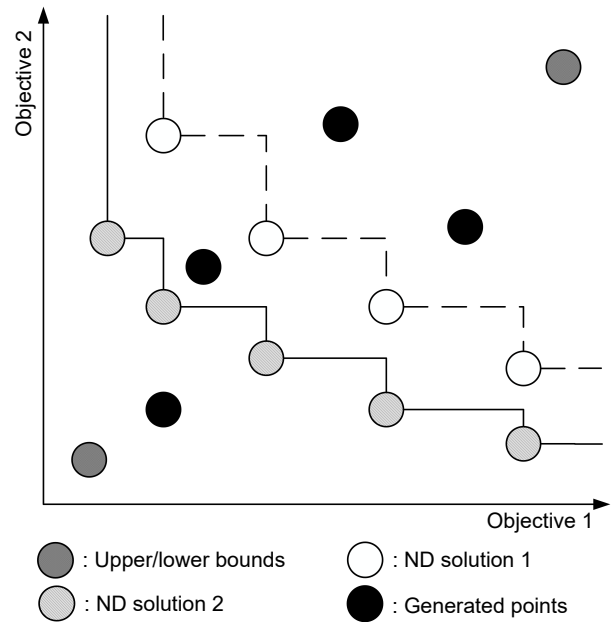 Objective 2
Objective 1
: Upper/lower bounds
: ND solution 1
: ND solution 2
: Generated points